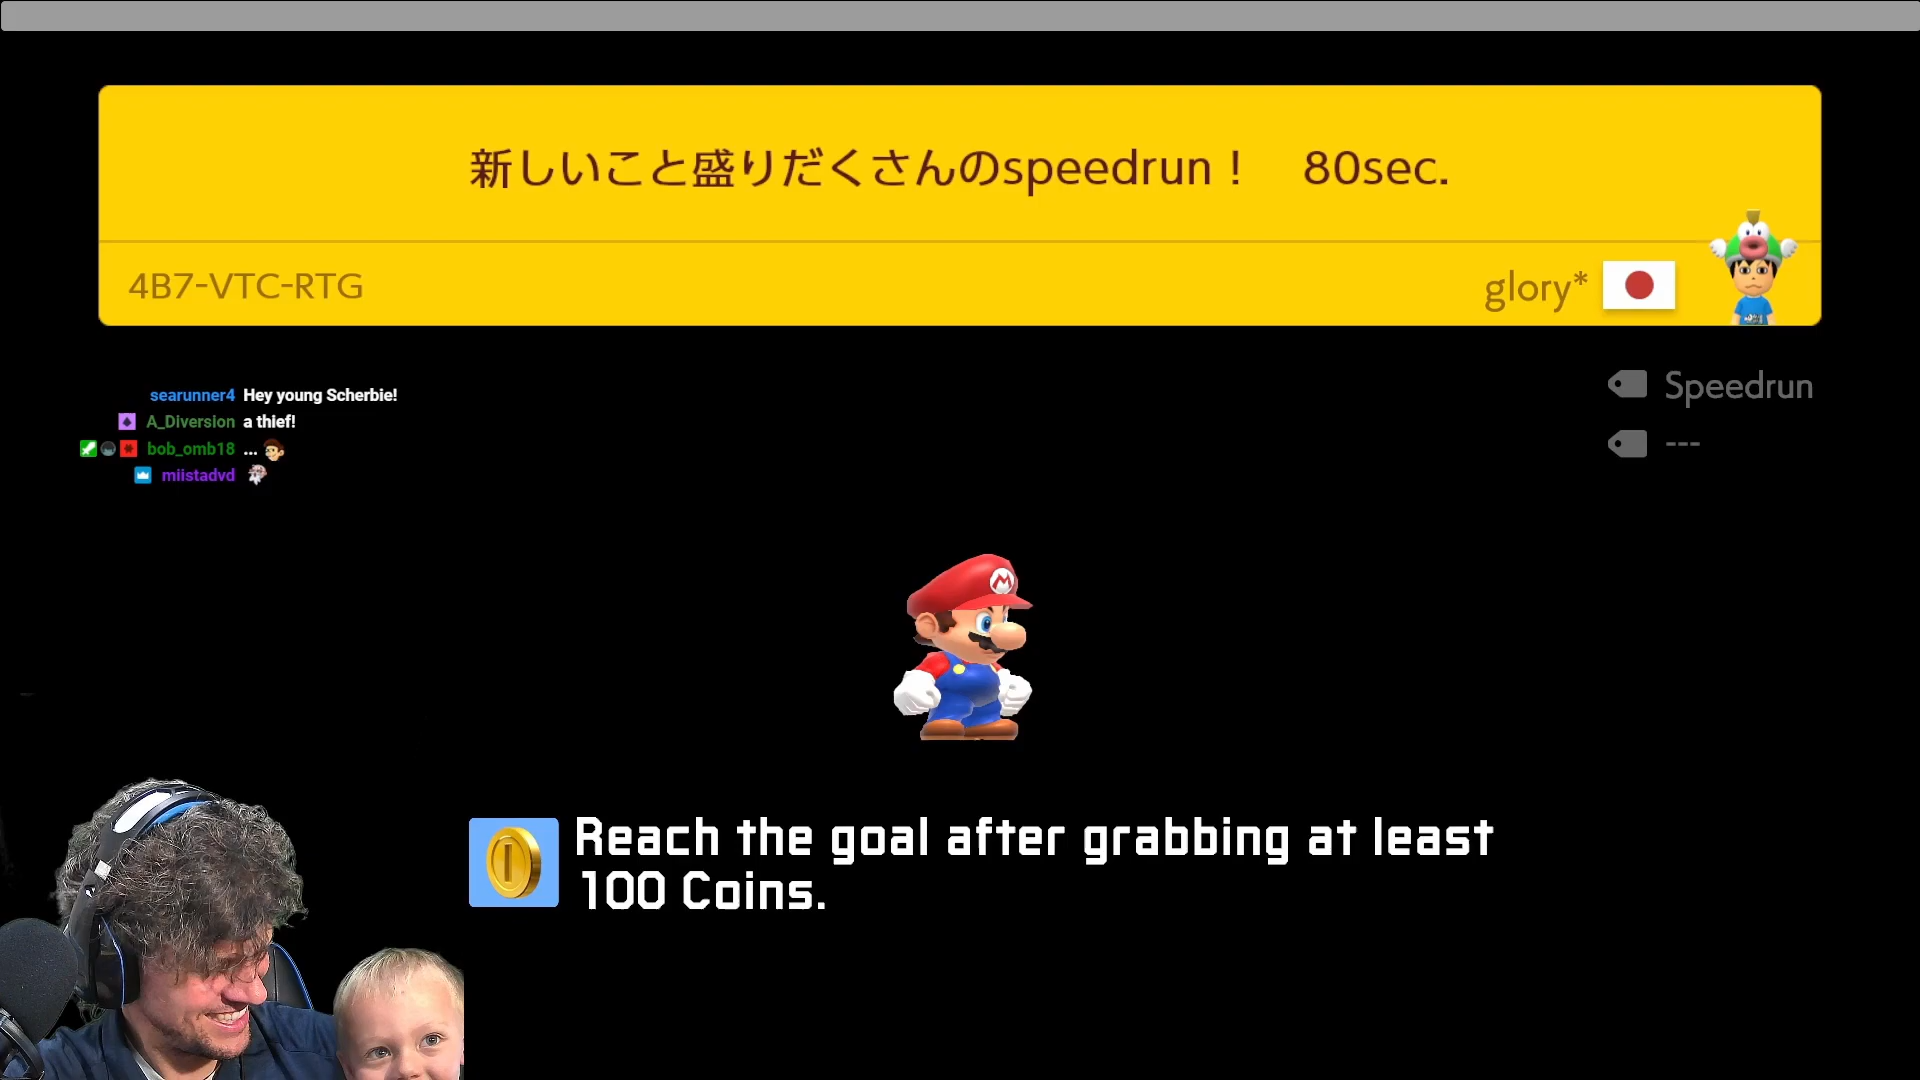 新しいこと盛りだくさんのspeedrun！　80sec.
4B7-VTC-RTG
glory*
Speedrun
---
searunner4 Hey young Scherbie!
A_Diversion a thief!
bob_omb18 ...
miistadvd
M
Reach the goal after grabbing at least
100 Coins.